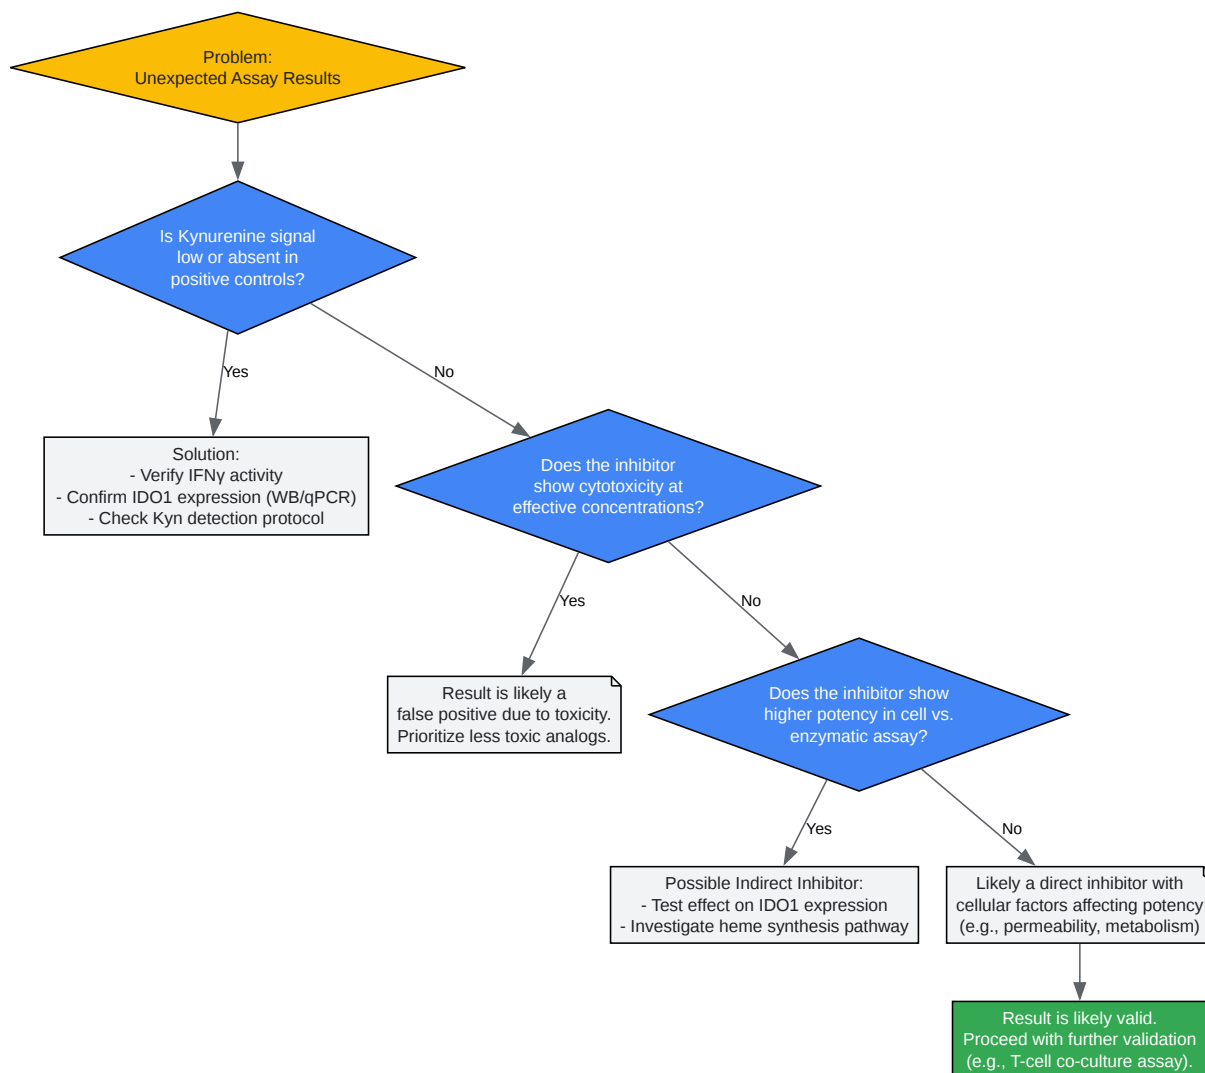 Problem:
Unexpected Assay Results
Is Kynurenine signal
low or absent in
positive controls?
Yes
No
Solution:
- Verify IFNγ activity
- Confirm IDO1 expression (WB/qPCR)
- Check Kyn detection protocol
Does the inhibitor
show cytotoxicity at
effective concentrations?
Yes
No
Result is likely a
false positive due to toxicity.
Prioritize less toxic analogs.
Does the inhibitor show
higher potency in cell vs.
enzymatic assay?
Yes
No
Possible Indirect Inhibitor:
- Test effect on IDO1 expression
- Investigate heme synthesis pathway
Likely a direct inhibitor with
cellular factors affecting potency
(e.g., permeability, metabolism)
Result is likely valid.
Proceed with further validation
(e.g., T-cell co-culture assay).